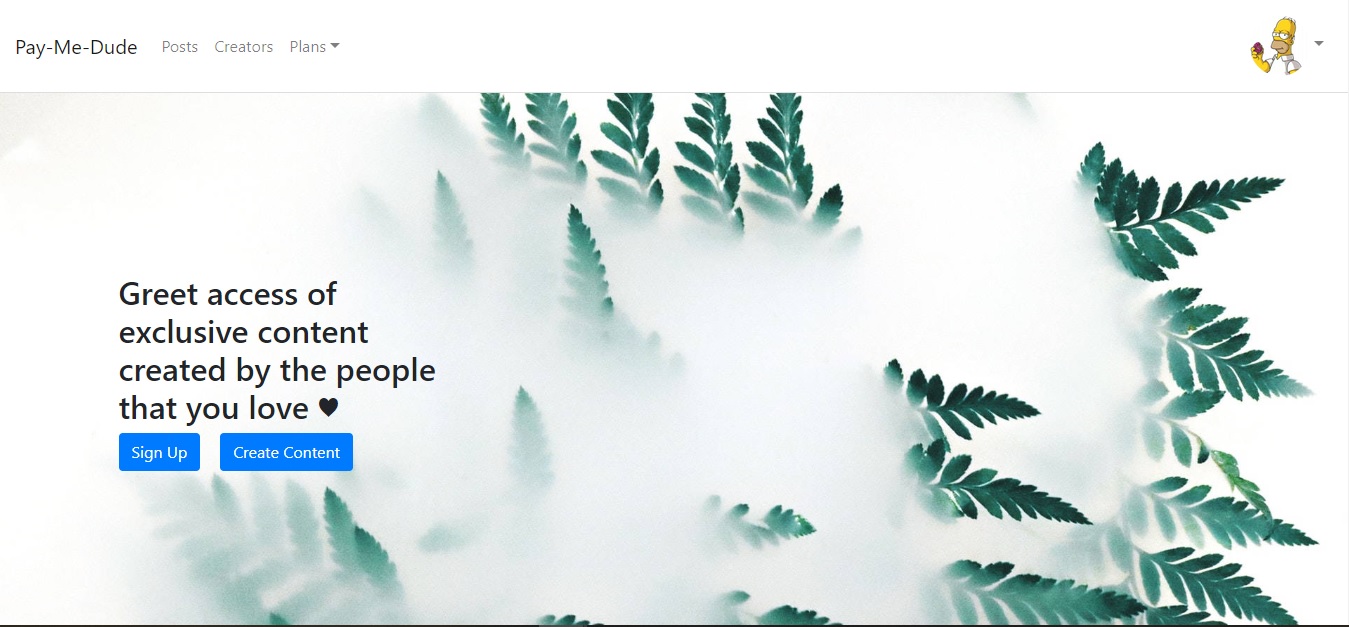 Pay-Me-Dude Posts Creators Plans
Greet access of
exclusive content
created by the people
that you love ♥
Sign Up Create Content